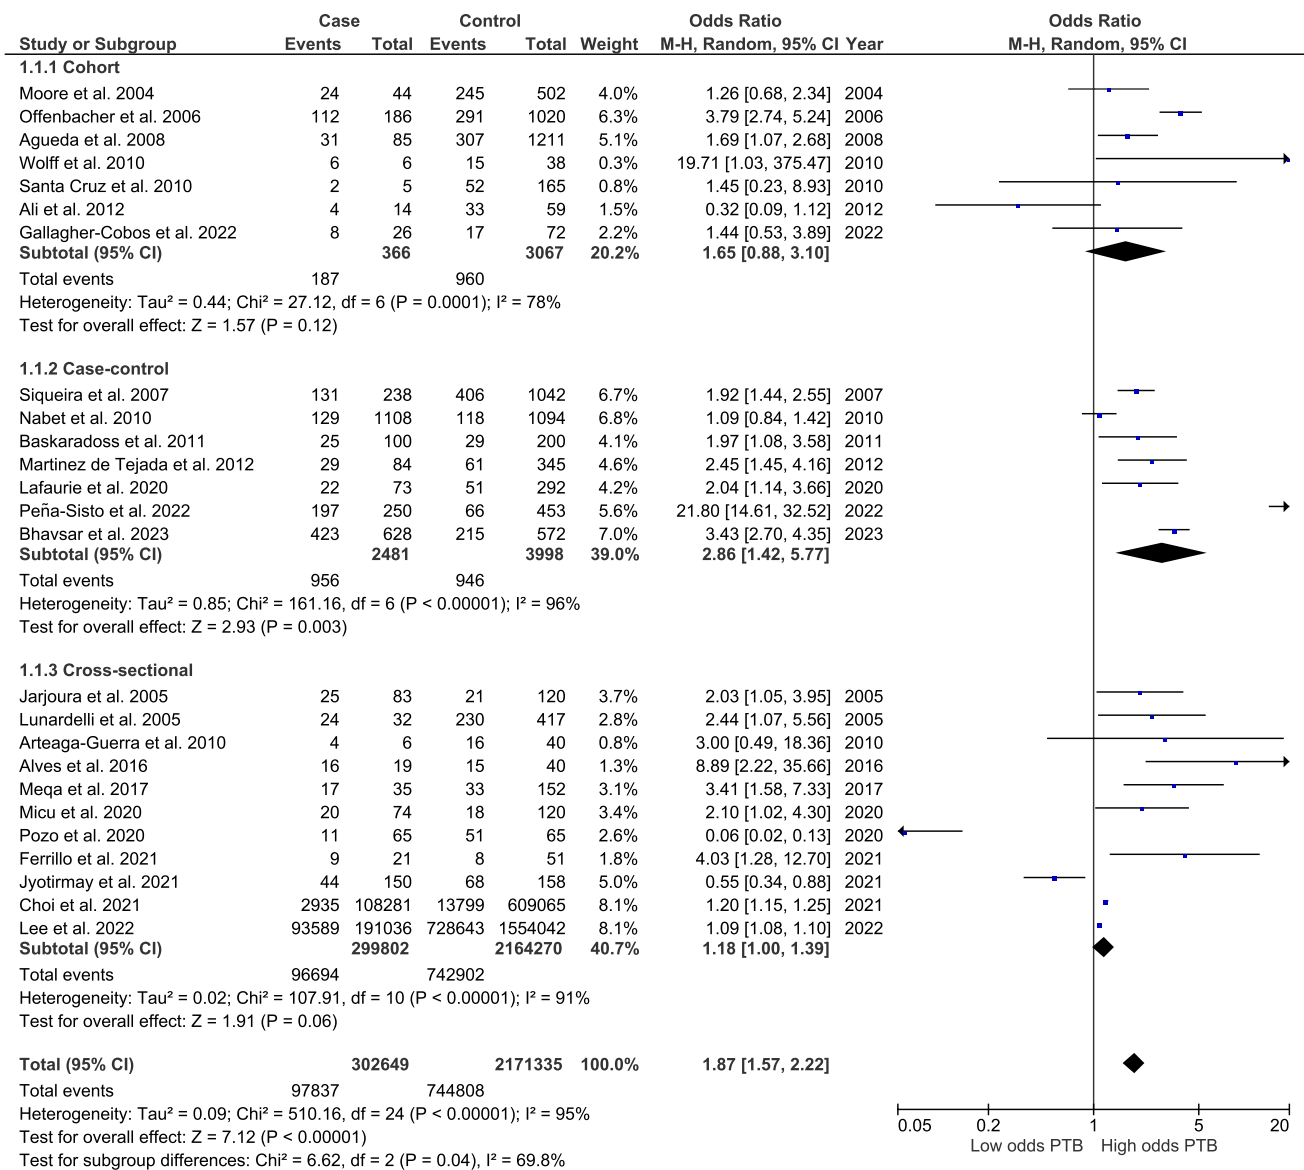 Case Control Odds Ratio Odds Ratio
Study or Subgroup Events Total Events Total Weight M-H, Random, 95% CI Year M-H, Random, 95% CI
1.1.1 Cohort
Moore et al. 2004 24 44 245 502 4.0% 1.26 [0.68, 2.34] 2004
Offenbacher et al. 2006 112 186 291 1020 6.3% 3.79 [2.74, 5.24] 2006
Agueda et al. 2008 31 85 307 1211 5.1% 1.69 [1.07, 2.68] 2008
Wolff et al. 2010 6 6 15 38 0.3% 19.71 [1.03, 375.47] 2010
Santa Cruz et al. 2010 2 5 52 165 0.8% 1.45 [0.23, 8.93] 2010
Ali et al. 2012 4 14 33 59 1.5% 0.32 [0.09, 1.12] 2012
Gallagher-Cobos et al. 2022 8 26 17 72 2.2% 1.44 [0.53, 3.89] 2022
Subtotal (95% CI) 366 3067 20.2% 1.65 [0.88, 3.10]
Total events 187 960
Heterogeneity: Tau² = 0.44; Chi² = 27.12, df = 6 (P = 0.0001); I² = 78%
Test for overall effect: Z = 1.57 (P = 0.12)
1.1.2 Case-control
Siqueira et al. 2007 131 238 406 1042 6.7% 1.92 [1.44, 2.55] 2007
Nabet et al. 2010 129 1108 118 1094 6.8% 1.09 [0.84, 1.42] 2010
Baskaradoss et al. 2011 25 100 29 200 4.1% 1.97 [1.08, 3.58] 2011
Martinez de Tejada et al. 2012 29 84 61 345 4.6% 2.45 [1.45, 4.16] 2012
Lafaurie et al. 2020 22 73 51 292 4.2% 2.04 [1.14, 3.66] 2020
Peña-Sisto et al. 2022 197 250 66 453 5.6% 21.80 [14.61, 32.52] 2022
Bhavsar et al. 2023 423 628 215 572 7.0% 3.43 [2.70, 4.35] 2023
Subtotal (95% CI) 2481 3998 39.0% 2.86 [1.42, 5.77]
Total events 956 946
Heterogeneity: Tau² = 0.85; Chi² = 161.16, df = 6 (P < 0.00001); I² = 96%
Test for overall effect: Z = 2.93 (P = 0.003)
1.1.3 Cross-sectional
Jarjoura et al. 2005 25 83 21 120 3.7% 2.03 [1.05, 3.95] 2005
Lunardelli et al. 2005 24 32 230 417 2.8% 2.44 [1.07, 5.56] 2005
Arteaga-Guerra et al. 2010 4 6 16 40 0.8% 3.00 [0.49, 18.36] 2010
Alves et al. 2016 16 19 15 40 1.3% 8.89 [2.22, 35.66] 2016
Meqa et al. 2017 17 35 33 152 3.1% 3.41 [1.58, 7.33] 2017
Micu et al. 2020 20 74 18 120 3.4% 2.10 [1.02, 4.30] 2020
Pozo et al. 2020 11 65 51 65 2.6% 0.06 [0.02, 0.13] 2020
Ferrillo et al. 2021 9 21 8 51 1.8% 4.03 [1.28, 12.70] 2021
Jyotirmay et al. 2021 44 150 68 158 5.0% 0.55 [0.34, 0.88] 2021
Choi et al. 2021 2935 108281 13799 609065 8.1% 1.20 [1.15, 1.25] 2021
Lee et al. 2022 93589 191036 728643 1554042 8.1% 1.09 [1.08, 1.10] 2022
Subtotal (95% CI) 299802 2164270 40.7% 1.18 [1.00, 1.39]
Total events 96694 742902
Heterogeneity: Tau² = 0.02; Chi² = 107.91, df = 10 (P < 0.00001); I² = 91%
Test for overall effect: Z = 1.91 (P = 0.06)
Total (95% CI) 302649 2171335 100.0% 1.87 [1.57, 2.22]
Total events 97837 744808
Heterogeneity: Tau² = 0.09; Chi² = 510.16, df = 24 (P < 0.00001); I² = 95%
Test for overall effect: Z = 7.12 (P < 0.00001)
Test for subgroup differences: Chi² = 6.62, df = 2 (P = 0.04), I² = 69.8%
0.05 0.2 1 5 20
Low odds PTB High odds PTB